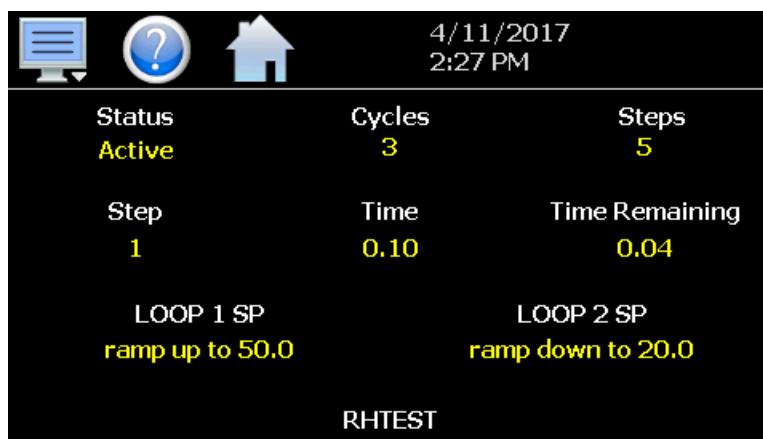 4/11/2017
2:27 PM
Status Cycles Steps
Active 3 5
Step Time Time Remaining
1 0.10 0.04
LOOP 1 SP LOOP 2 SP
ramp up to 50.0 ramp down to 20.0
RHTEST